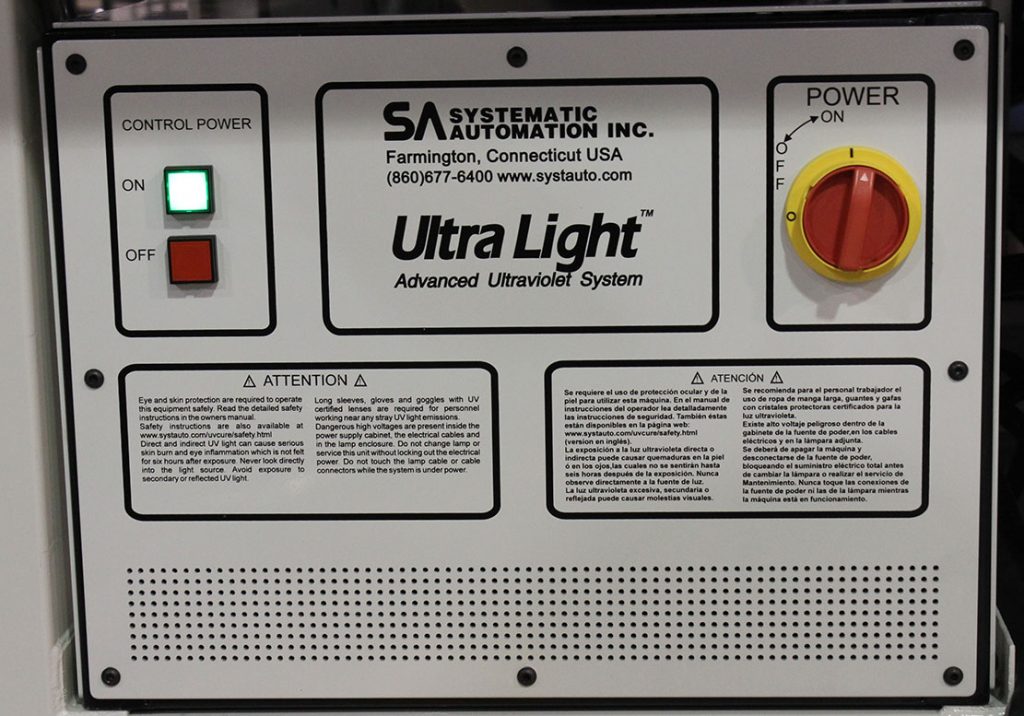 CONTROL POWER
ON
OFF
SA SYSTEMATIC
AUTOMATION INC.
Farmington, Connecticut USA
(860)677-6400 www.systauto.com
Ultra Light™
Advanced Ultraviolet System
POWER
ON
OFF
I
O
⚠ ATTENTION ⚠
Eye and skin protection are required to operate
this equipment safely. Read the detailed safety
instructions in the owners manual.
Safety instructions are also available at
www.systauto.com/uvcure/safety.html
Direct and indirect UV light can cause serious
skin burn and eye inflammation which is not felt
for six hours after exposure. Never look directly
into the light source. Avoid exposure to
secondary or reflected UV light.
Long sleeves, gloves and goggles with UV
certified lenses are required for personnel
working near any stray UV light emissions.
Dangerous high voltages are present inside the
power supply cabinet, the electrical cables and
in the lamp enclosure. Do not change lamp or
service this unit without locking out the electrical
power. Do not touch the lamp cable or cable
connectors while the system is under power.
⚠ ATENCIÓN ⚠
Se requiere el uso de protección ocular y de la
piel para utilizar esta máquina. En el manual de
instrucciones del operador lea detalladamente
las instrucciones de seguridad. También éstas
están disponibles en la página web:
www.systauto.com/uvcure/safety.html
(version en inglés).
La exposición a la luz ultravioleta directa o
indirecta puede causar quemaduras en la piel
ó en los ojos,las cuales no se sentirán hasta
seis horas después de la exposición. Nunca
observe directamente a la fuente de luz.
La luz ultravioleta excesiva, secundaria o
reflejada puede causar molestias visuales.
Se recomienda para el personal trabajador el
uso de ropa de manga larga, guantes y gafas
con cristales protectoras certificados para la
luz ultravioleta.
Existe alto voltaje peligroso dentro de la
gabinete de la fuente de poder,en los cables
eléctricos y en la lámpara adjunta.
Se deberá de apagar la máquina y
desconectarse de la fuente de poder,
bloqueando el suministro eléctrico total antes
de cambiar la lámpara o realizar el servicio de
Mantenimiento. Nunca toque las conexiones de
la fuente de poder ni las de la lámpara mientras
la máquina está en funcionamiento.